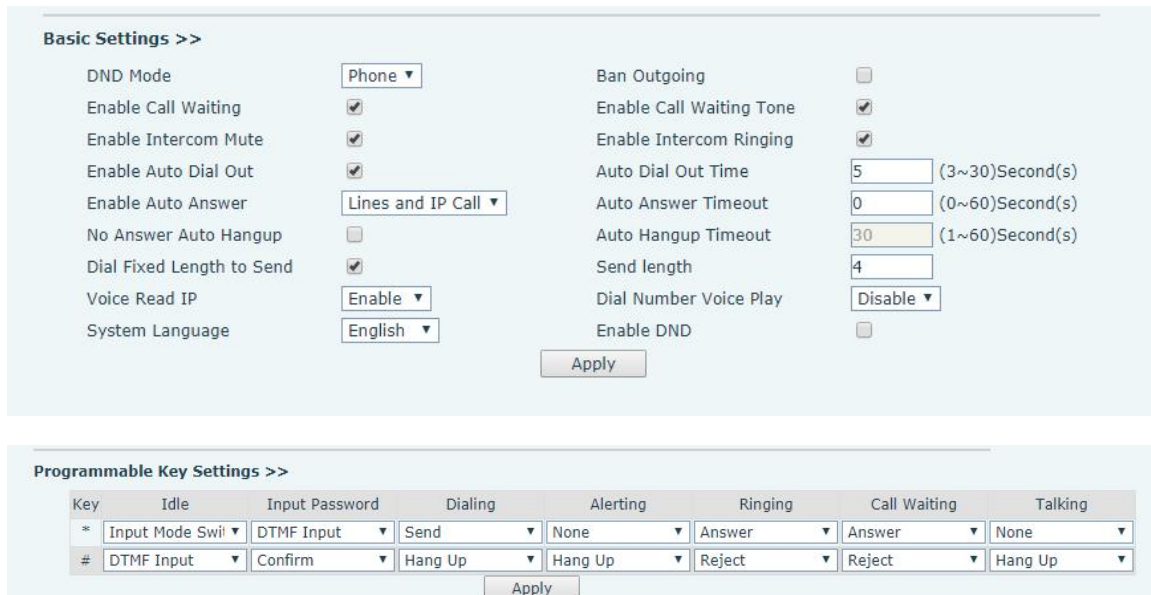 Basic Settings >>
DND Mode Phone Ban Outgoing
Enable Call Waiting Enable Call Waiting Tone
Enable Intercom Mute Enable Intercom Ringing
Enable Auto Dial Out Auto Dial Out Time 5 (3~30)Second(s)
Enable Auto Answer Lines and IP Call Auto Answer Timeout 0 (0~60)Second(s)
No Answer Auto Hangup Auto Hangup Timeout 30 (1~60)Second(s)
Dial Fixed Length to Send Send length 4
Voice Read IP Enable Dial Number Voice Play Disable
System Language English Enable DND
Apply
Programmable Key Settings >>
Key Idle Input Password Dialing Alerting Ringing Call Waiting Talking
* Input Mode Swit DTMF Input Send None Answer Answer None
# DTMF Input Confirm Hang Up Hang Up Reject Reject Hang Up
Apply